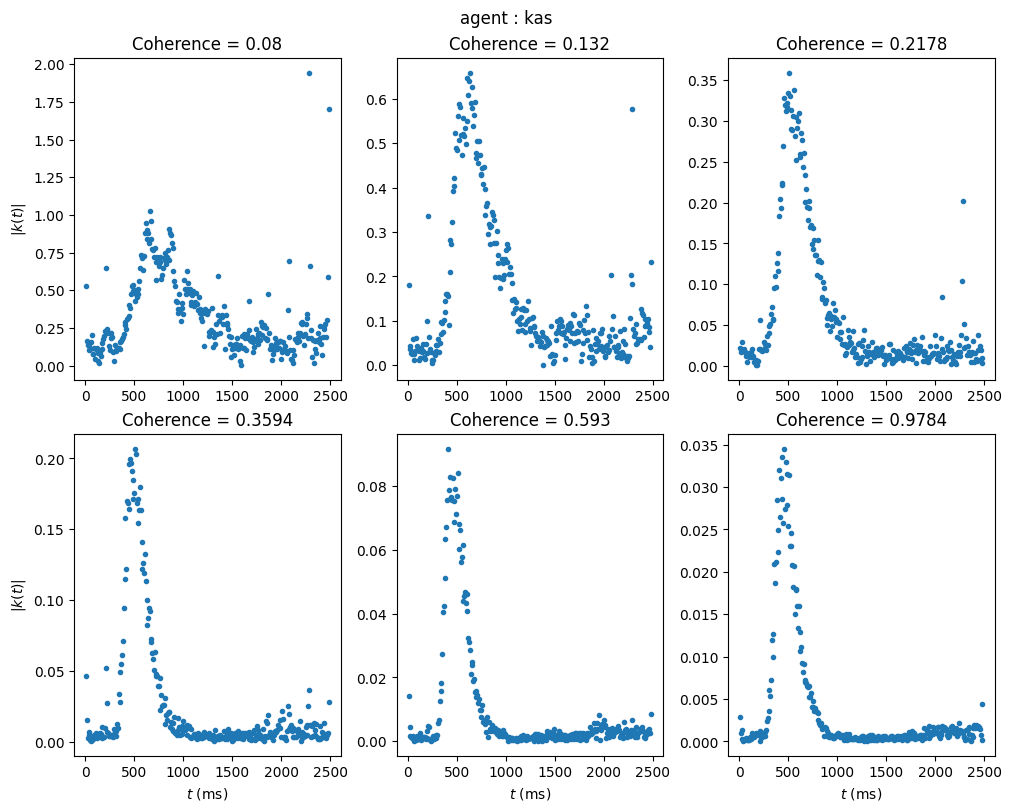 agent : kas
Coherence = 0.08
Coherence = 0.132
Coherence = 0.2178
|k(t)|
2.00
1.75
1.50
1.25
1.00
0.75
0.50
0.25
0.00
0 500 1000 1500 2000 2500
0.6
0.5
0.4
0.3
0.2
0.1
0.0
0 500 1000 1500 2000 2500
0.35
0.30
0.25
0.20
0.15
0.10
0.05
0.00
0 500 1000 1500 2000 2500
Coherence = 0.3594
Coherence = 0.593
Coherence = 0.9784
|k(t)|
0.20
0.15
0.10
0.05
0.00
0 500 1000 1500 2000 2500
t (ms)
0.08
0.06
0.04
0.02
0.00
0 500 1000 1500 2000 2500
t (ms)
0.035
0.030
0.025
0.020
0.015
0.010
0.005
0.000
0 500 1000 1500 2000 2500
t (ms)